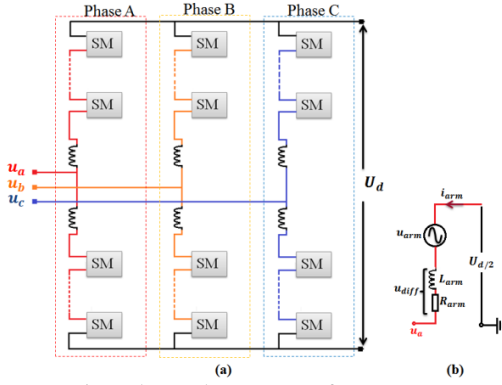 Phase A Phase B Phase C
SM SM SM
SM SM SM
u_a
u_b
u_c
U_d
SM SM SM
SM SM SM
(a)
i_arm
u_arm
U_d/2
L_arm
u_diff
R_arm
u_a
(b)